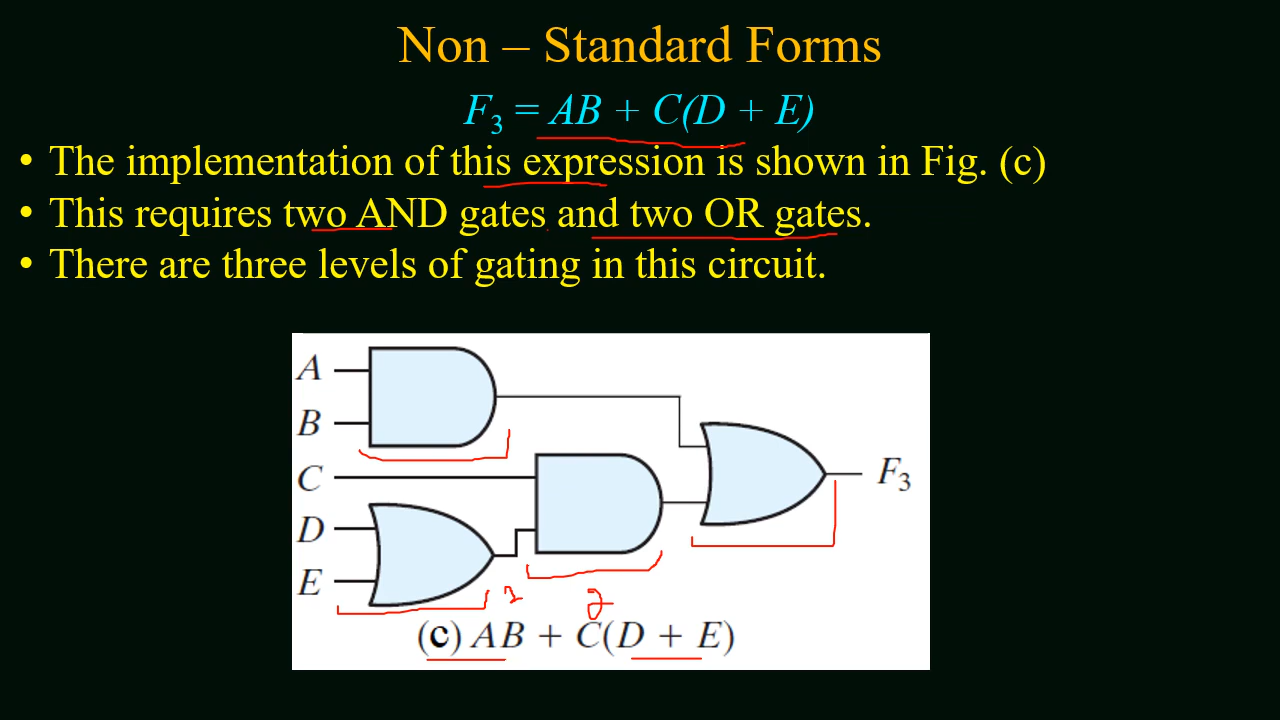 Non – Standard Forms
F3 = AB + C(D + E)
• The implementation of this expression is shown in Fig. (c)
• This requires two AND gates and two OR gates.
• There are three levels of gating in this circuit.
A
B
C
F3
D
E
2
(c) AB + C(D + E)